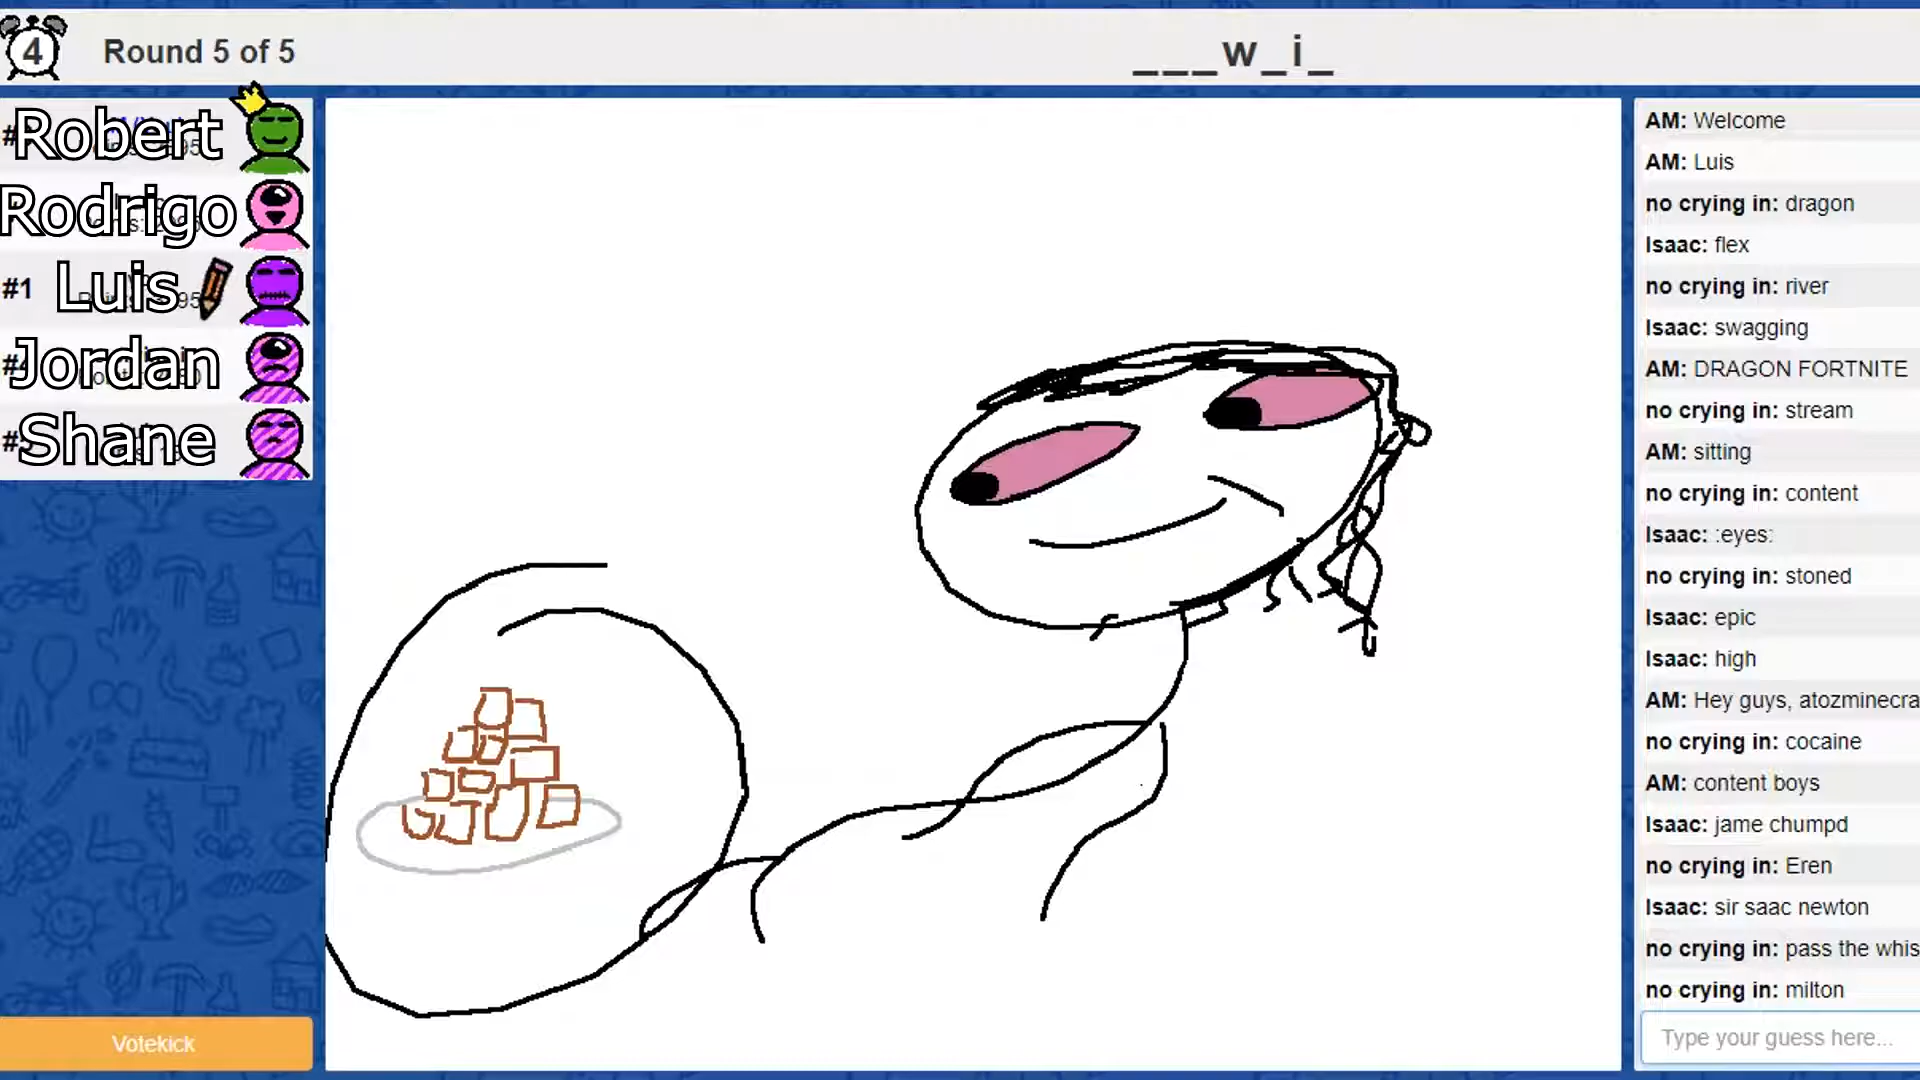 4
Round 5 of 5
___w_i_
Robert
Rodrigo
#1 Luis
Jordan
Shane
Votekick
AM: Welcome
AM: Luis
no crying in: dragon
Isaac: flex
no crying in: river
Isaac: swagging
AM: DRAGON FORTNITE
no crying in: stream
AM: sitting
no crying in: content
Isaac: :eyes:
no crying in: stoned
Isaac: epic
Isaac: high
AM: Hey guys, atozminecra
no crying in: cocaine
AM: content boys
Isaac: jame chumpd
no crying in: Eren
Isaac: sir saac newton
no crying in: pass the whis
no crying in: milton
Type your guess here...